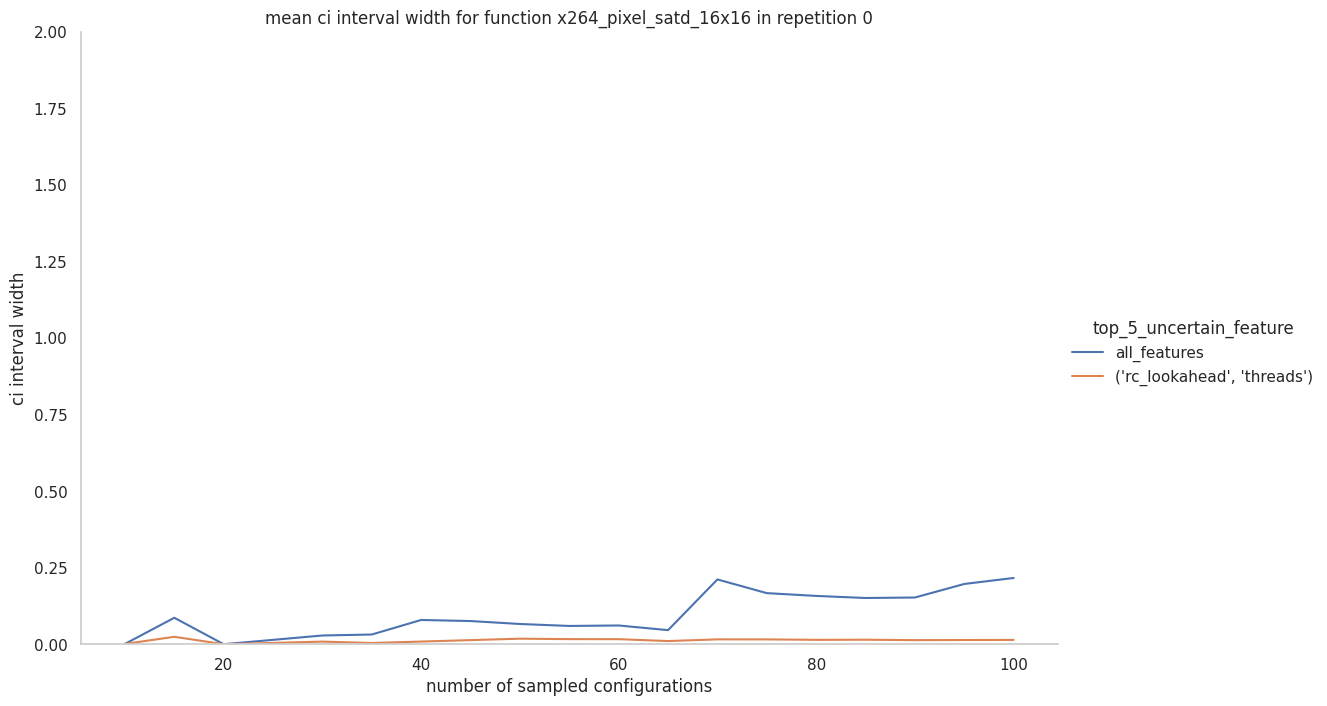 mean ci interval width for function x264_pixel_satd_16x16 in repetition 0
2.00
1.75
1.50
1.25
1.00
0.75
0.50
0.25
0.00
ci interval width
20
40
60
80
100
number of sampled configurations
top_5_uncertain_feature
all_features
('rc_lookahead', 'threads')